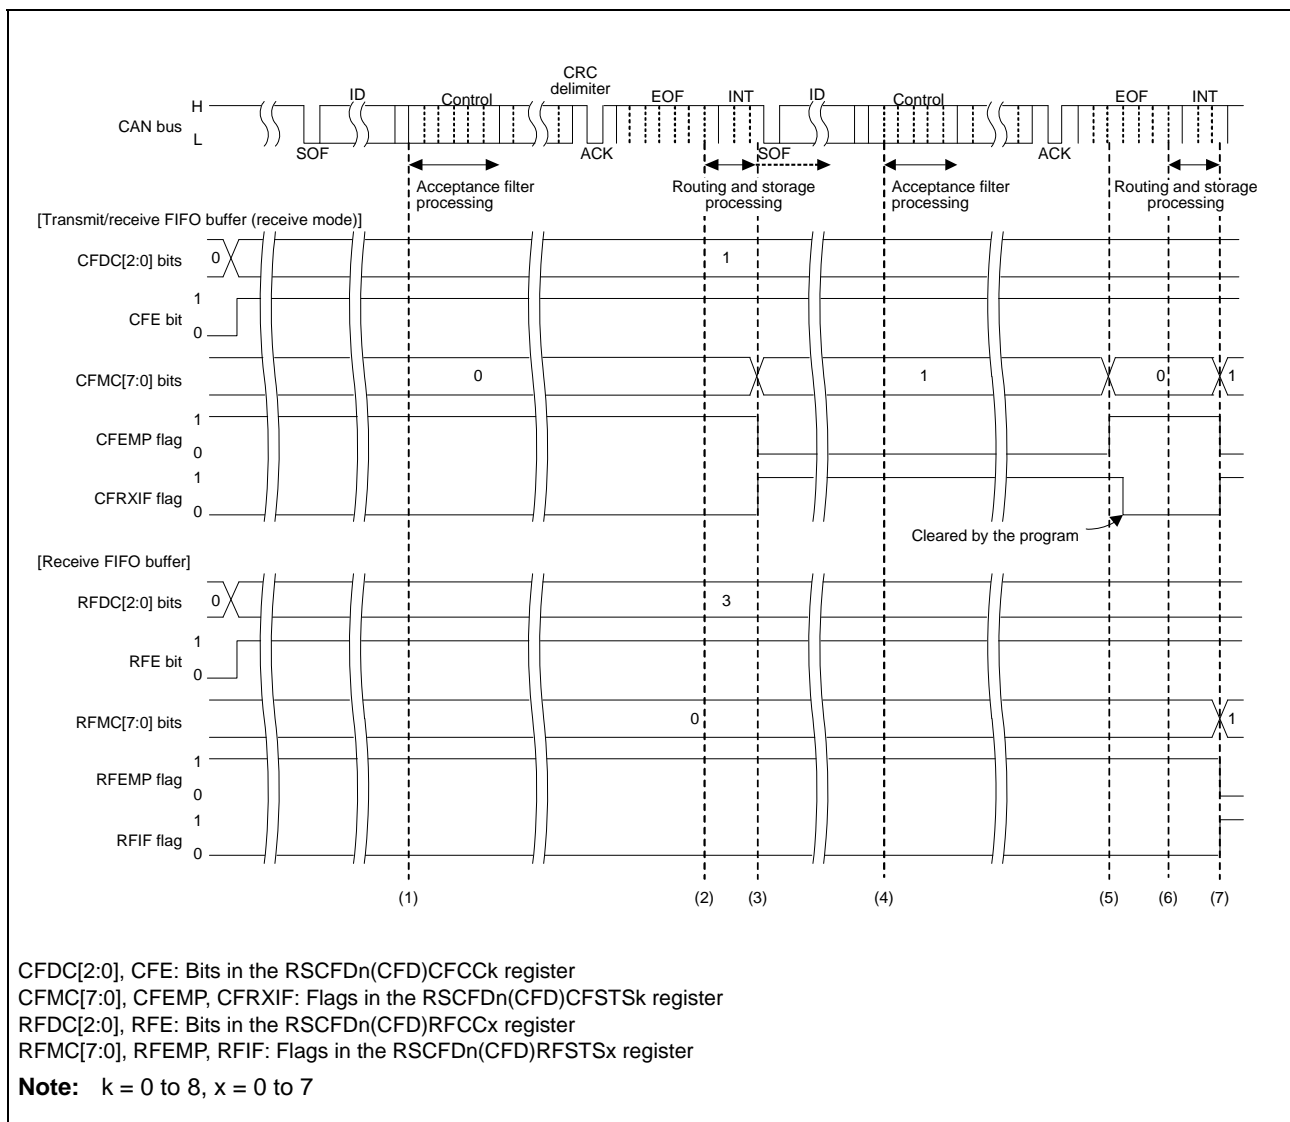 CRC
delimiter
ID
Control
EOF
INT
ID
Control
EOF
INT
H
CAN bus
L
SOF
ACK
SOF
ACK
Acceptance filter
processing
Routing and storage
processing
Acceptance filter
processing
Routing and storage
processing
[Transmit/receive FIFO buffer (receive mode)]
CFDC[2:0] bits
0
1
1
CFE bit
0
CFMC[7:0] bits
0
1
0
1
1
CFEMP flag
0
1
CFRXIF flag
0
Cleared by the program
[Receive FIFO buffer]
RFDC[2:0] bits
0
3
1
RFE bit
0
RFMC[7:0] bits
0
1
1
RFEMP flag
0
1
RFIF flag
0
(1)
(2)
(3)
(4)
(5)
(6)
(7)
CFDC[2:0], CFE: Bits in the RSCFDn(CFD)CFCCk register
CFMC[7:0], CFEMP, CFRXIF: Flags in the RSCFDn(CFD)CFSTSk register
RFDC[2:0], RFE: Bits in the RSCFDn(CFD)RFCCx register
RFMC[7:0], RFEMP, RFIF: Flags in the RSCFDn(CFD)RFSTSx register
Note: k = 0 to 8, x = 0 to 7